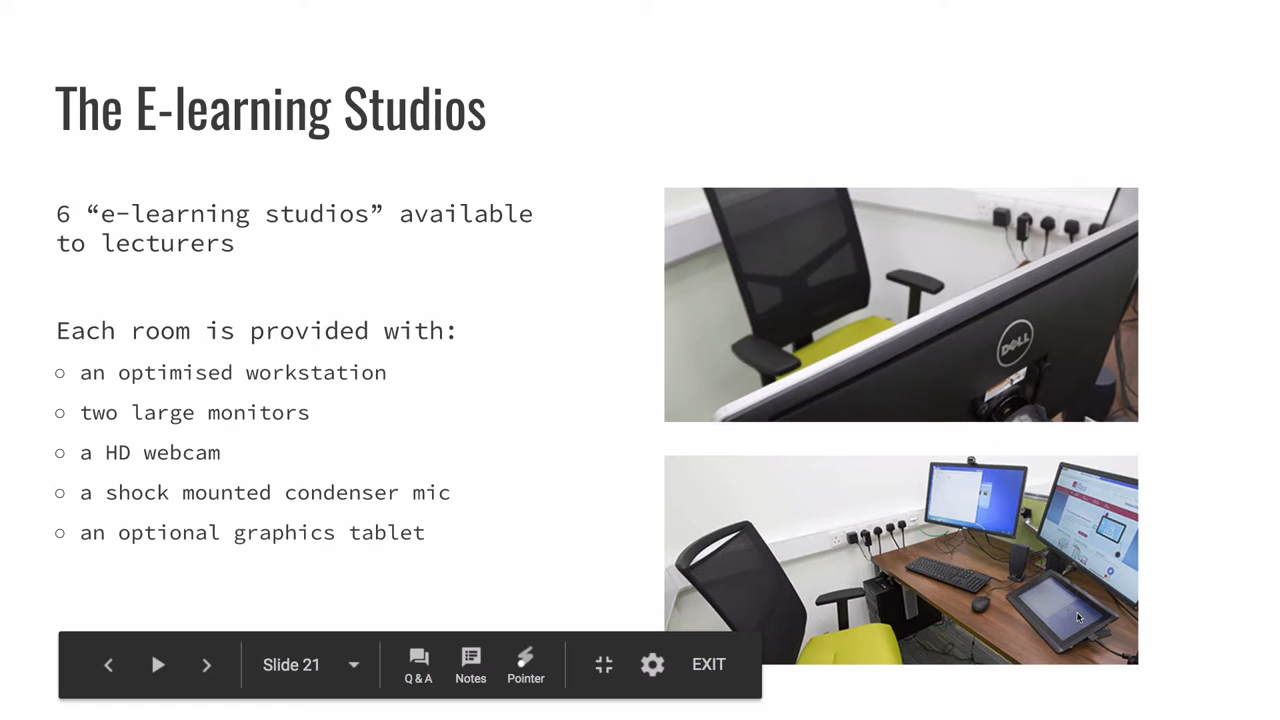 The E-learning Studios
6 “e-learning studios” available
to lecturers
Each room is provided with:
○ an optimised workstation
○ two large monitors
○ a HD webcam
○ a shock mounted condenser mic
○ an optional graphics tablet
DELL
Slide 21
Q & A
Notes
Pointer
EXIT